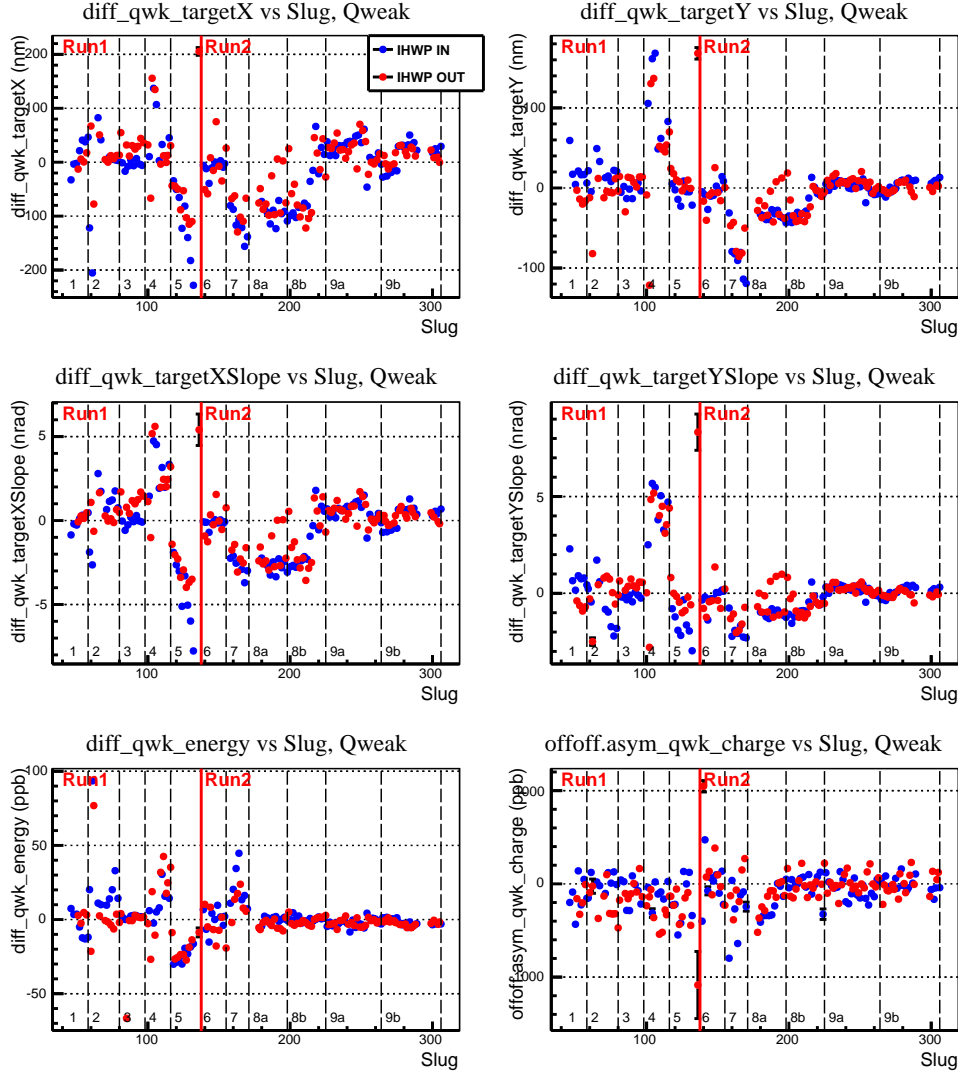 diff_qwk_targetX vs Slug, Qweak
diff_qwk_targetX (nm)
200
100
0
-100
-200
Run1
Run2
IHWP IN
IHWP OUT
1 2 3 4 5 6 7 8a 8b 9a 9b
100 200 300
Slug
diff_qwk_targetY vs Slug, Qweak
diff_qwk_targetY (nm)
100
0
-100
Run1
Run2
1 2 3 4 5 6 7 8a 8b 9a 9b
100 200 300
Slug
diff_qwk_targetXSlope vs Slug, Qweak
diff_qwk_targetXSlope (nrad)
5
0
-5
Run1
Run2
1 2 3 4 5 6 7 8a 8b 9a 9b
100 200 300
Slug
diff_qwk_targetYSlope vs Slug, Qweak
diff_qwk_targetYSlope (nrad)
5
0
Run1
Run2
1 2 3 4 5 6 7 8a 8b 9a 9b
100 200 300
Slug
diff_qwk_energy vs Slug, Qweak
diff_qwk_energy (ppb)
100
50
0
-50
Run1
Run2
1 2 3 4 5 6 7 8a 8b 9a 9b
100 200 300
Slug
offoff.asym_qwk_charge vs Slug, Qweak
offoff.asym_qwk_charge (ppb)
1000
0
-1000
Run1
Run2
1 2 3 4 5 6 7 8a 8b 9a 9b
100 200 300
Slug